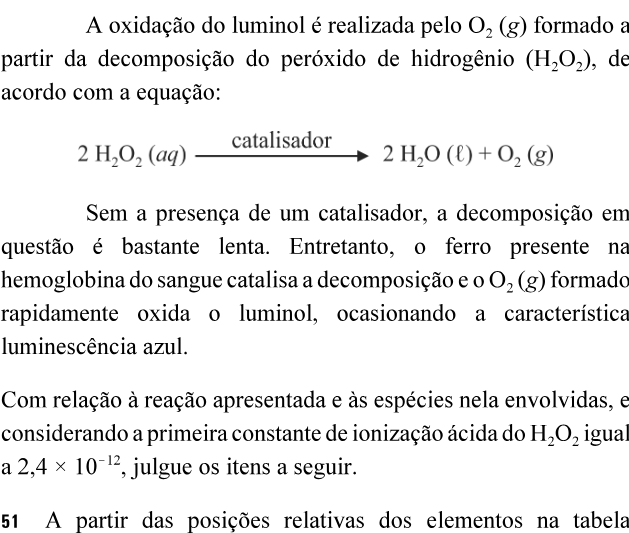 A oxidação do luminol é realizada pelo O₂ (g) formado a
partir da decomposição do peróxido de hidrogênio (H₂O₂), de
acordo com a equação:
2 H₂O₂ (aq) catalisador → 2 H₂O (ℓ) + O₂ (g)
Sem a presença de um catalisador, a decomposição em
questão é bastante lenta. Entretanto, o ferro presente na
hemoglobina do sangue catalisa a decomposição e o O₂ (g) formado
rapidamente oxida o luminol, ocasionando a característica
luminescência azul.
Com relação à reação apresentada e às espécies nela envolvidas, e
considerando a primeira constante de ionização ácida do H₂O₂ igual
a 2,4 × 10⁻¹², julgue os itens a seguir.
51 A partir das posições relativas dos elementos na tabela